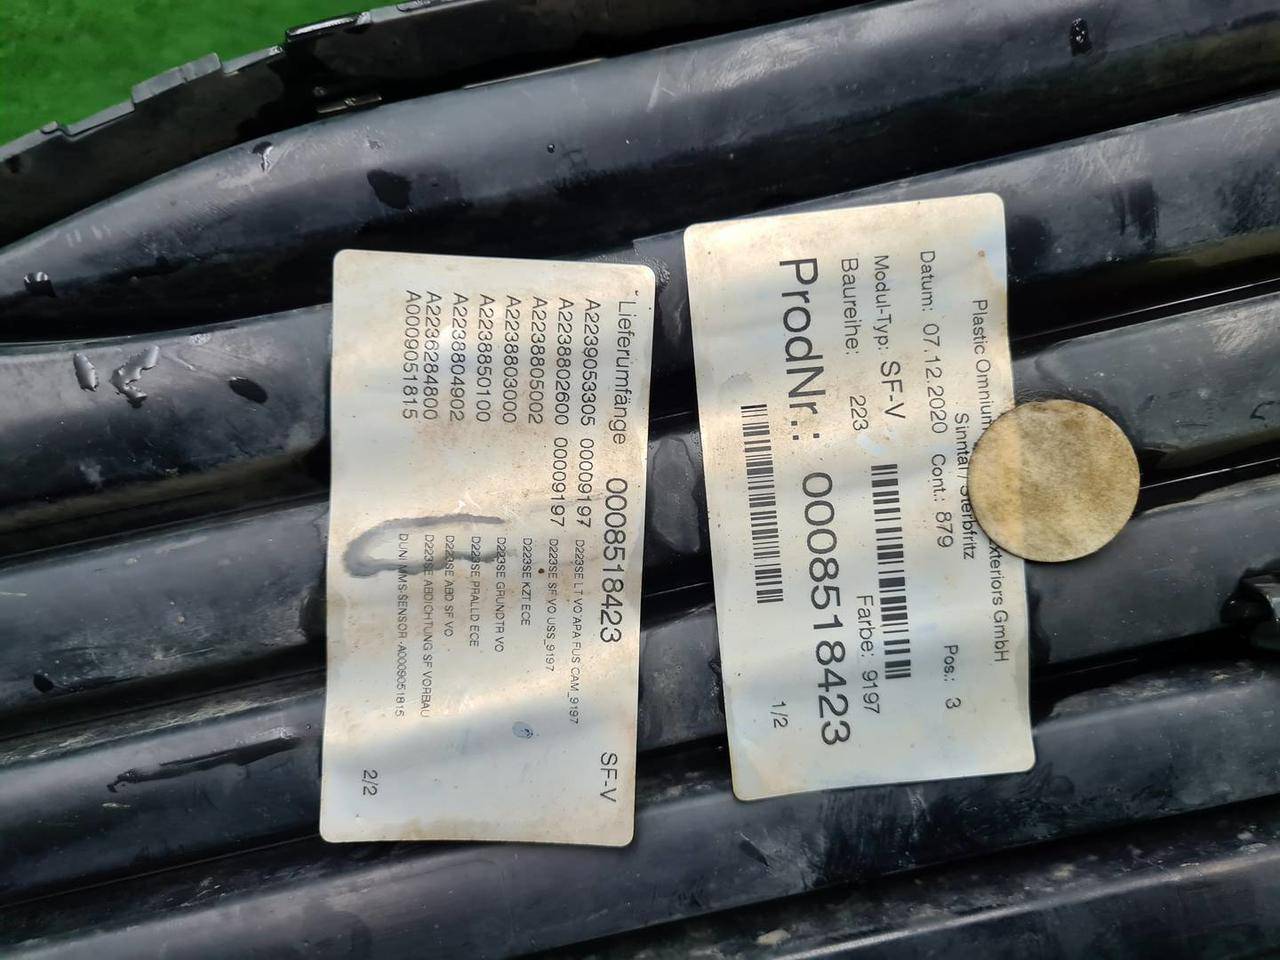 Plastic Omnium xteriors GmbH
Sinntal / Sterbfritz
Pos.: 3
Datum: 07.12.2020 Cont.: 879
Modul-Typ: SF-V
Baureihe: 223 Farbe: 9197
ProdNr.: 0008518423
1/2
Lieferumfänge 0008518423 SF-V
A2239053305 00009197 D223SE LT VO APA FUS CAM_9197
A2238802600 00009197 D223SE SF VO USS_9197
A2238805002 D223SE KZT ECE
A2238803000 D223SE GRUNDTR VO
A2238850100 D223SE PRALLD ECE
A2238804902 D223SE ABD SF VO
A2236284800 D223SE ABDICHTUNG SF VORBAU
A0009051815 DUNI MMS-SENSOR -A0009051815
2/2